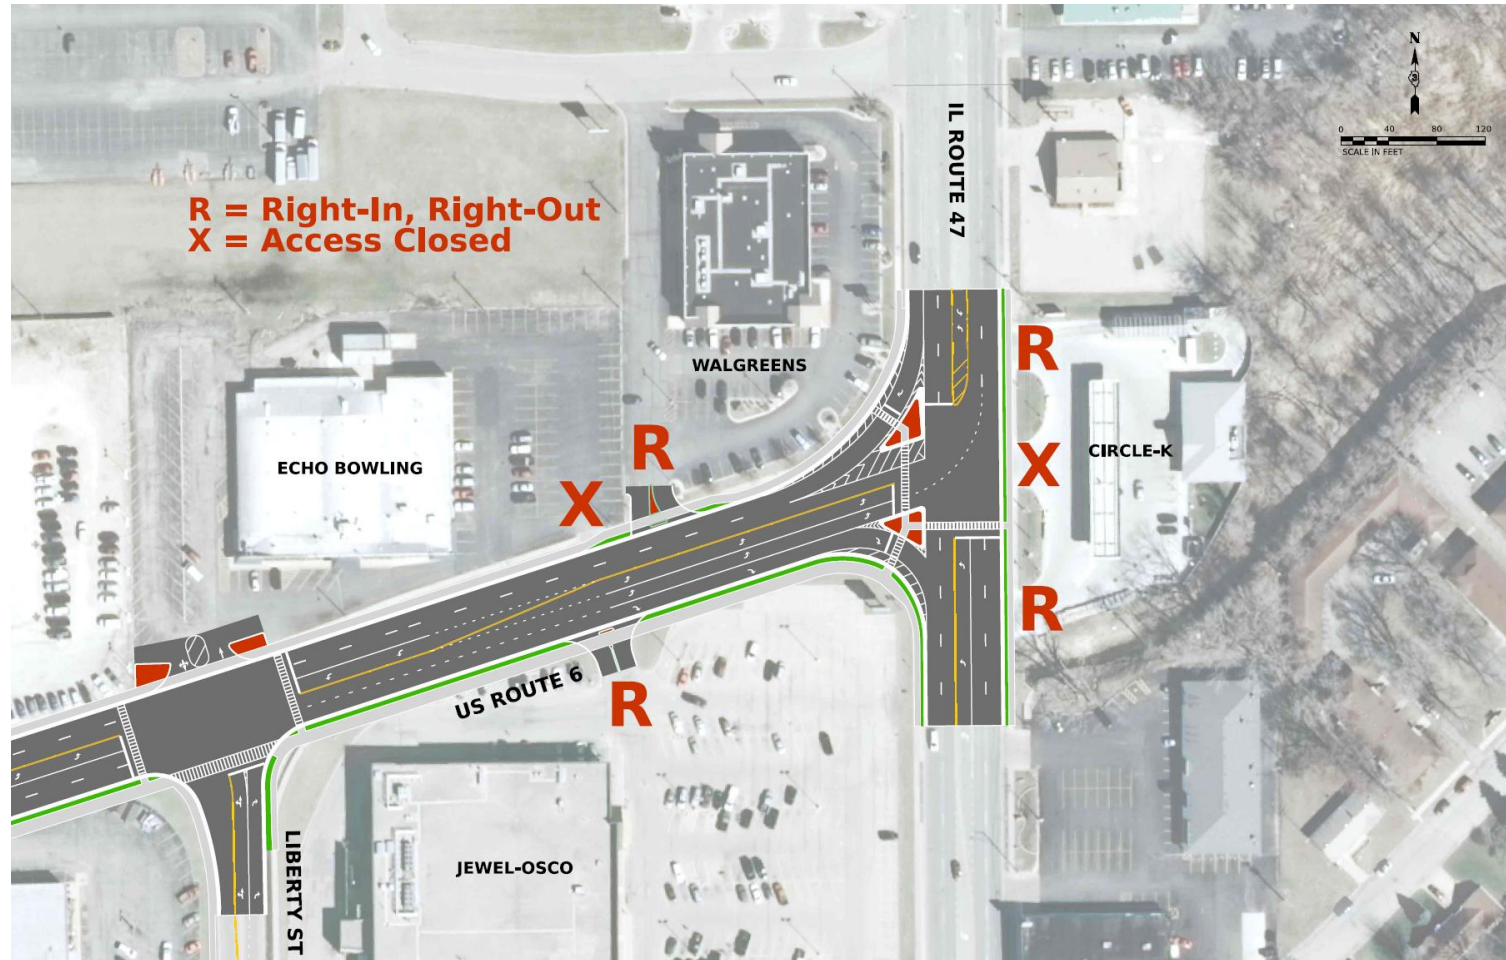 N
3
0 40 80 120
SCALE IN FEET
IL ROUTE 47
R = Right-In, Right-Out
X = Access Closed
R
WALGREENS
R
X
CIRCLE-K
ECHO BOWLING
X
R
US ROUTE 6
R
LIBERTY ST
JEWEL-OSCO